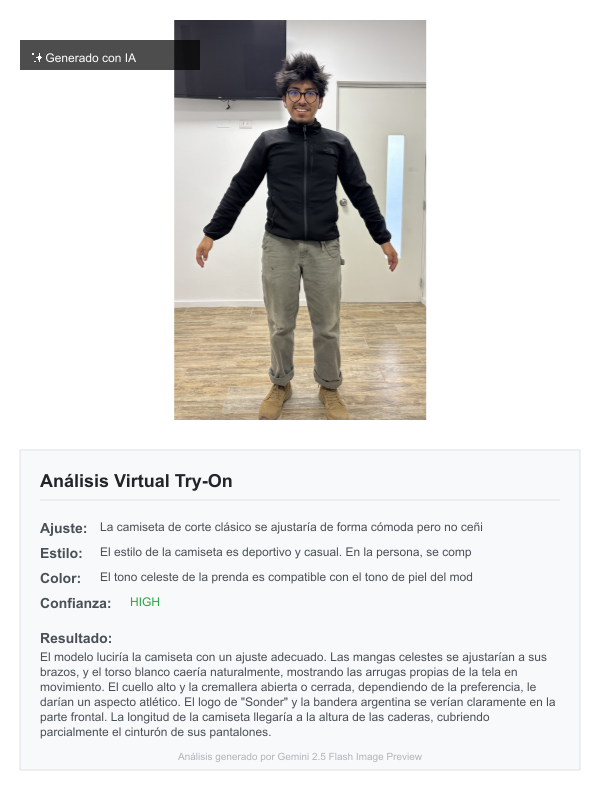 Generado con IA
Análisis Virtual Try-On
Ajuste: La camiseta de corte clásico se ajustaría de forma cómoda pero no ceñi
Estilo: El estilo de la camiseta es deportivo y casual. En la persona, se comp
Color: El tono celeste de la prenda es compatible con el tono de piel del mod
Confianza: HIGH
Resultado:
El modelo luciría la camiseta con un ajuste adecuado. Las mangas celestes se ajustarían a sus
brazos, y el torso blanco caería naturalmente, mostrando las arrugas propias de la tela en
movimiento. El cuello alto y la cremallera abierta o cerrada, dependiendo de la preferencia, le
darían un aspecto atlético. El logo de "Sonder" y la bandera argentina se verían claramente en la
parte frontal. La longitud de la camiseta llegaría a la altura de las caderas, cubriendo
parcialmente el cinturón de sus pantalones.
Análisis generado por Gemini 2.5 Flash Image Preview